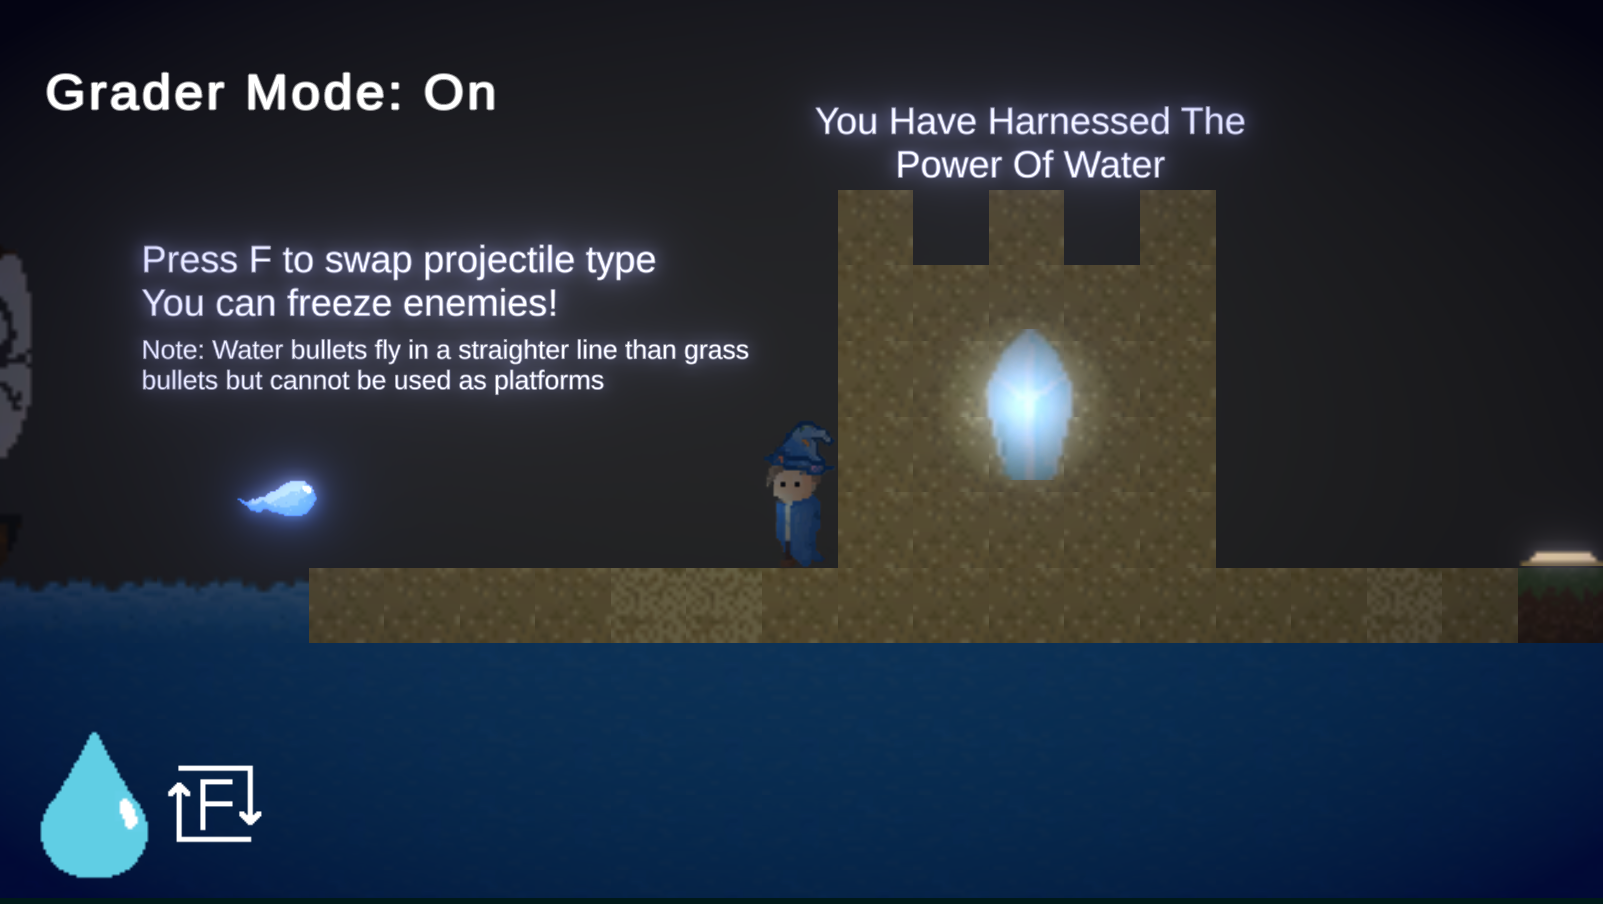 Grader Mode: On
You Have Harnessed The
Power Of Water
Press F to swap projectile type
You can freeze enemies!
Note: Water bullets fly in a straighter line than grass
bullets but cannot be used as platforms
F